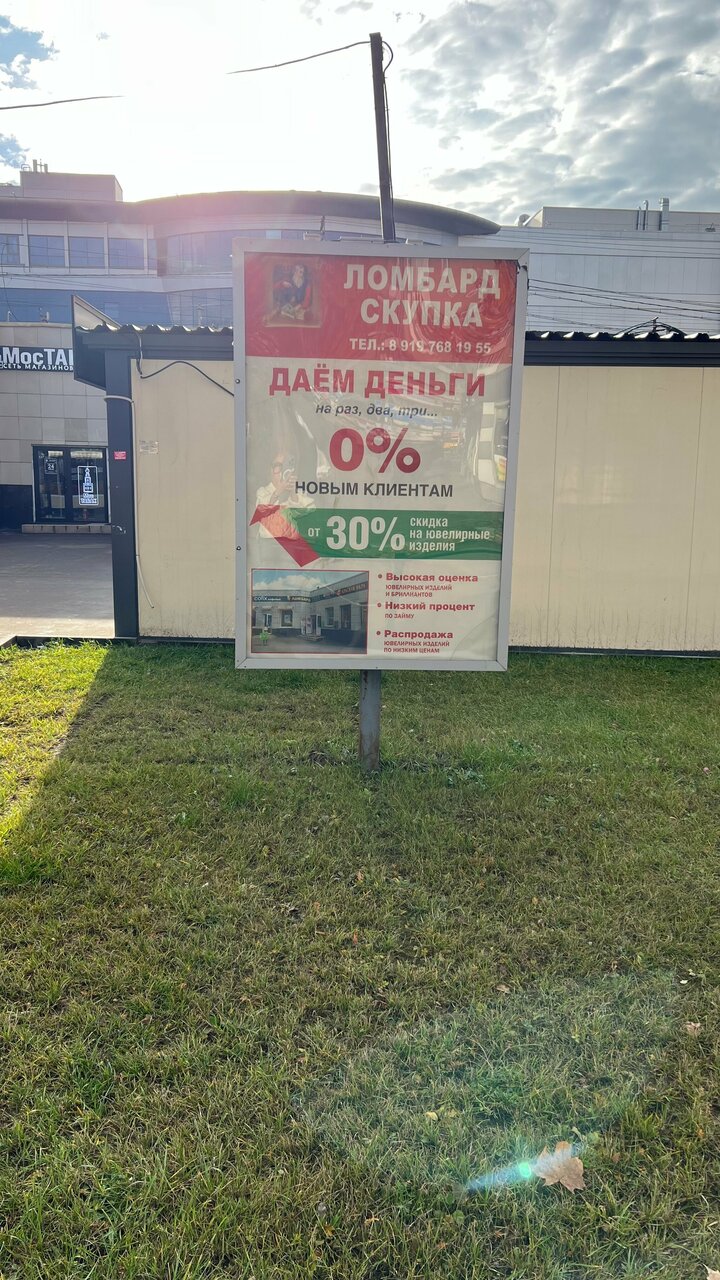 ЛОМБАРД
СКУПКА
ТЕЛ.: 8 919 768 19 55
ДАЁМ ДЕНЬГИ
на раз, два, три...
0%
НОВЫМ КЛИЕНТАМ
от 30% скидка
на ювелирные
изделия
• Высокая оценка
ЮВЕЛИРНЫХ ИЗДЕЛИЙ
И БРИЛЛИАНТОВ
• Низкий процент
ПО ЗАЙМУ
• Распродажа
ЮВЕЛИРНЫХ ИЗДЕЛИЙ
ПО НИЗКИМ ЦЕНАМ
ЛОМБАРД
МосТА
СЕТЬ МАГАЗИНОВ
24